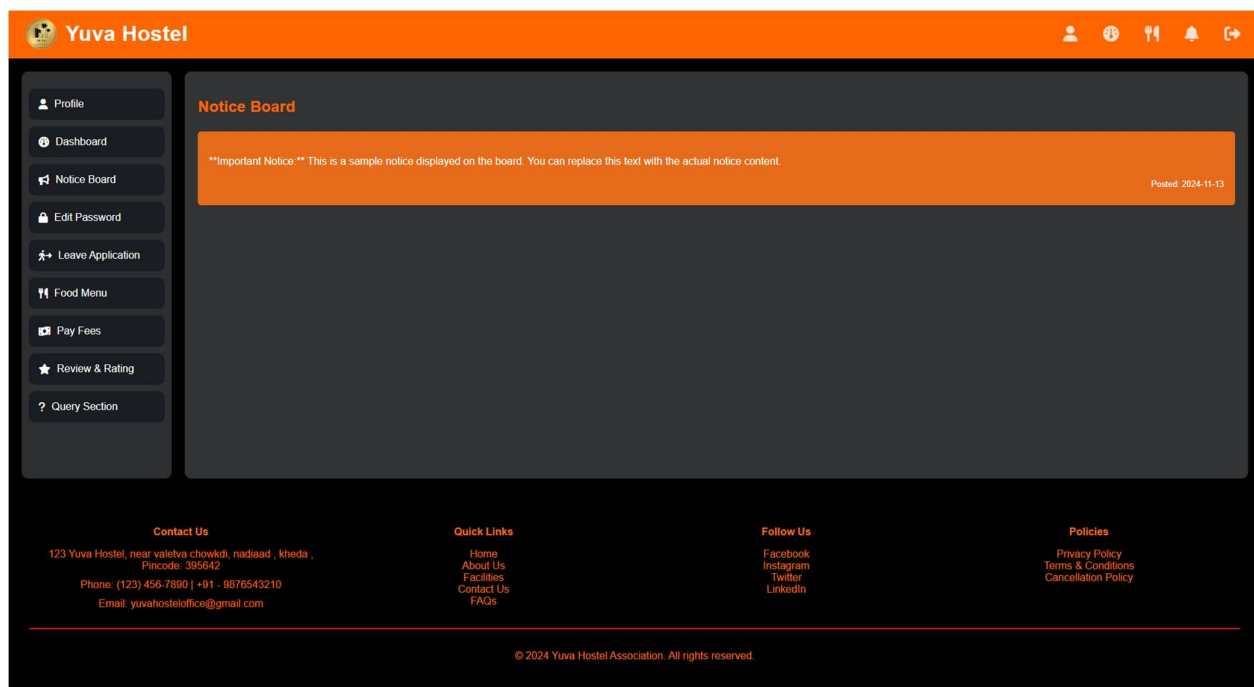 Yuva Hostel
Profile
Dashboard
Notice Board
Edit Password
Leave Application
Food Menu
Pay Fees
Review & Rating
? Query Section
Notice Board
**Important Notice:** This is a sample notice displayed on the board. You can replace this text with the actual notice content.
Posted: 2024-11-13
Contact Us
123 Yuva Hostel, near valetva chowkdi, nadiaad , kheda ,
Pincode: 395642
Phone: (123) 456-7890 | +91 - 9876543210
Email: yuvahosteloffice@gmail.com
Quick Links
Home
About Us
Facilities
Contact Us
FAQs
Follow Us
Facebook
Instagram
Twitter
LinkedIn
Policies
Privacy Policy
Terms & Conditions
Cancellation Policy
© 2024 Yuva Hostel Association. All rights reserved.